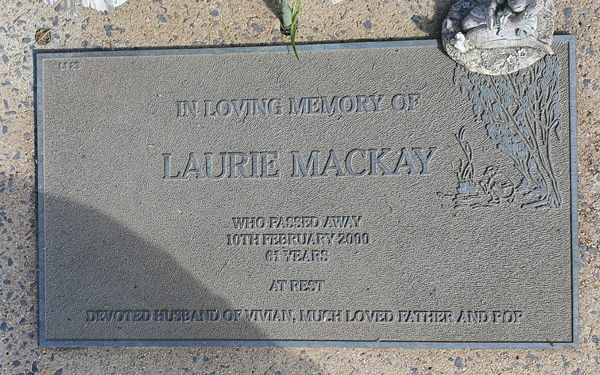 IN LOVING MEMORY OF
LAURIE MACKAY
WHO PASSED AWAY
10TH FEBRUARY 2000
61 YEARS
AT REST
DEVOTED HUSBAND OF VIVIAN, MUCH LOVED FATHER AND POP